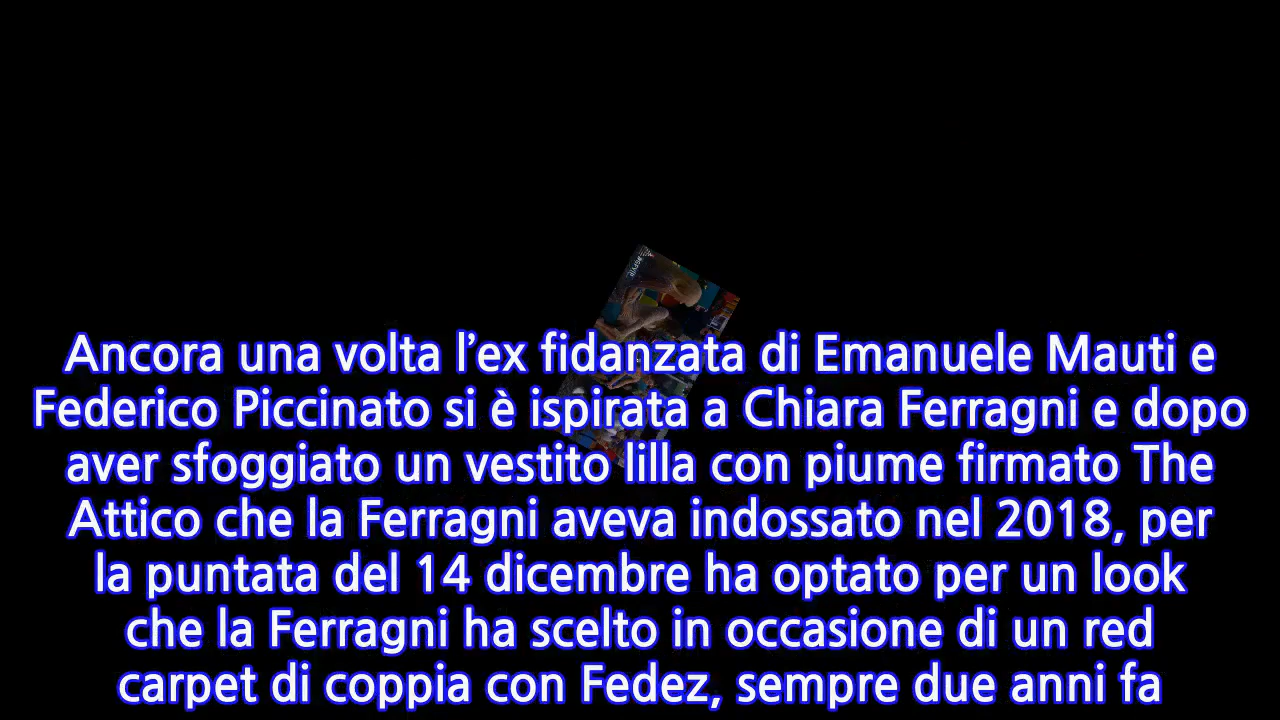 Ancora una volta l’ex fidanzata di Emanuele Mauti e
Federico Piccinato si è ispirata a Chiara Ferragni e dopo
aver sfoggiato un vestito lilla con piume firmato The
Attico che la Ferragni aveva indossato nel 2018, per
la puntata del 14 dicembre ha optato per un look
che la Ferragni ha scelto in occasione di un red
carpet di coppia con Fedez, sempre due anni fa